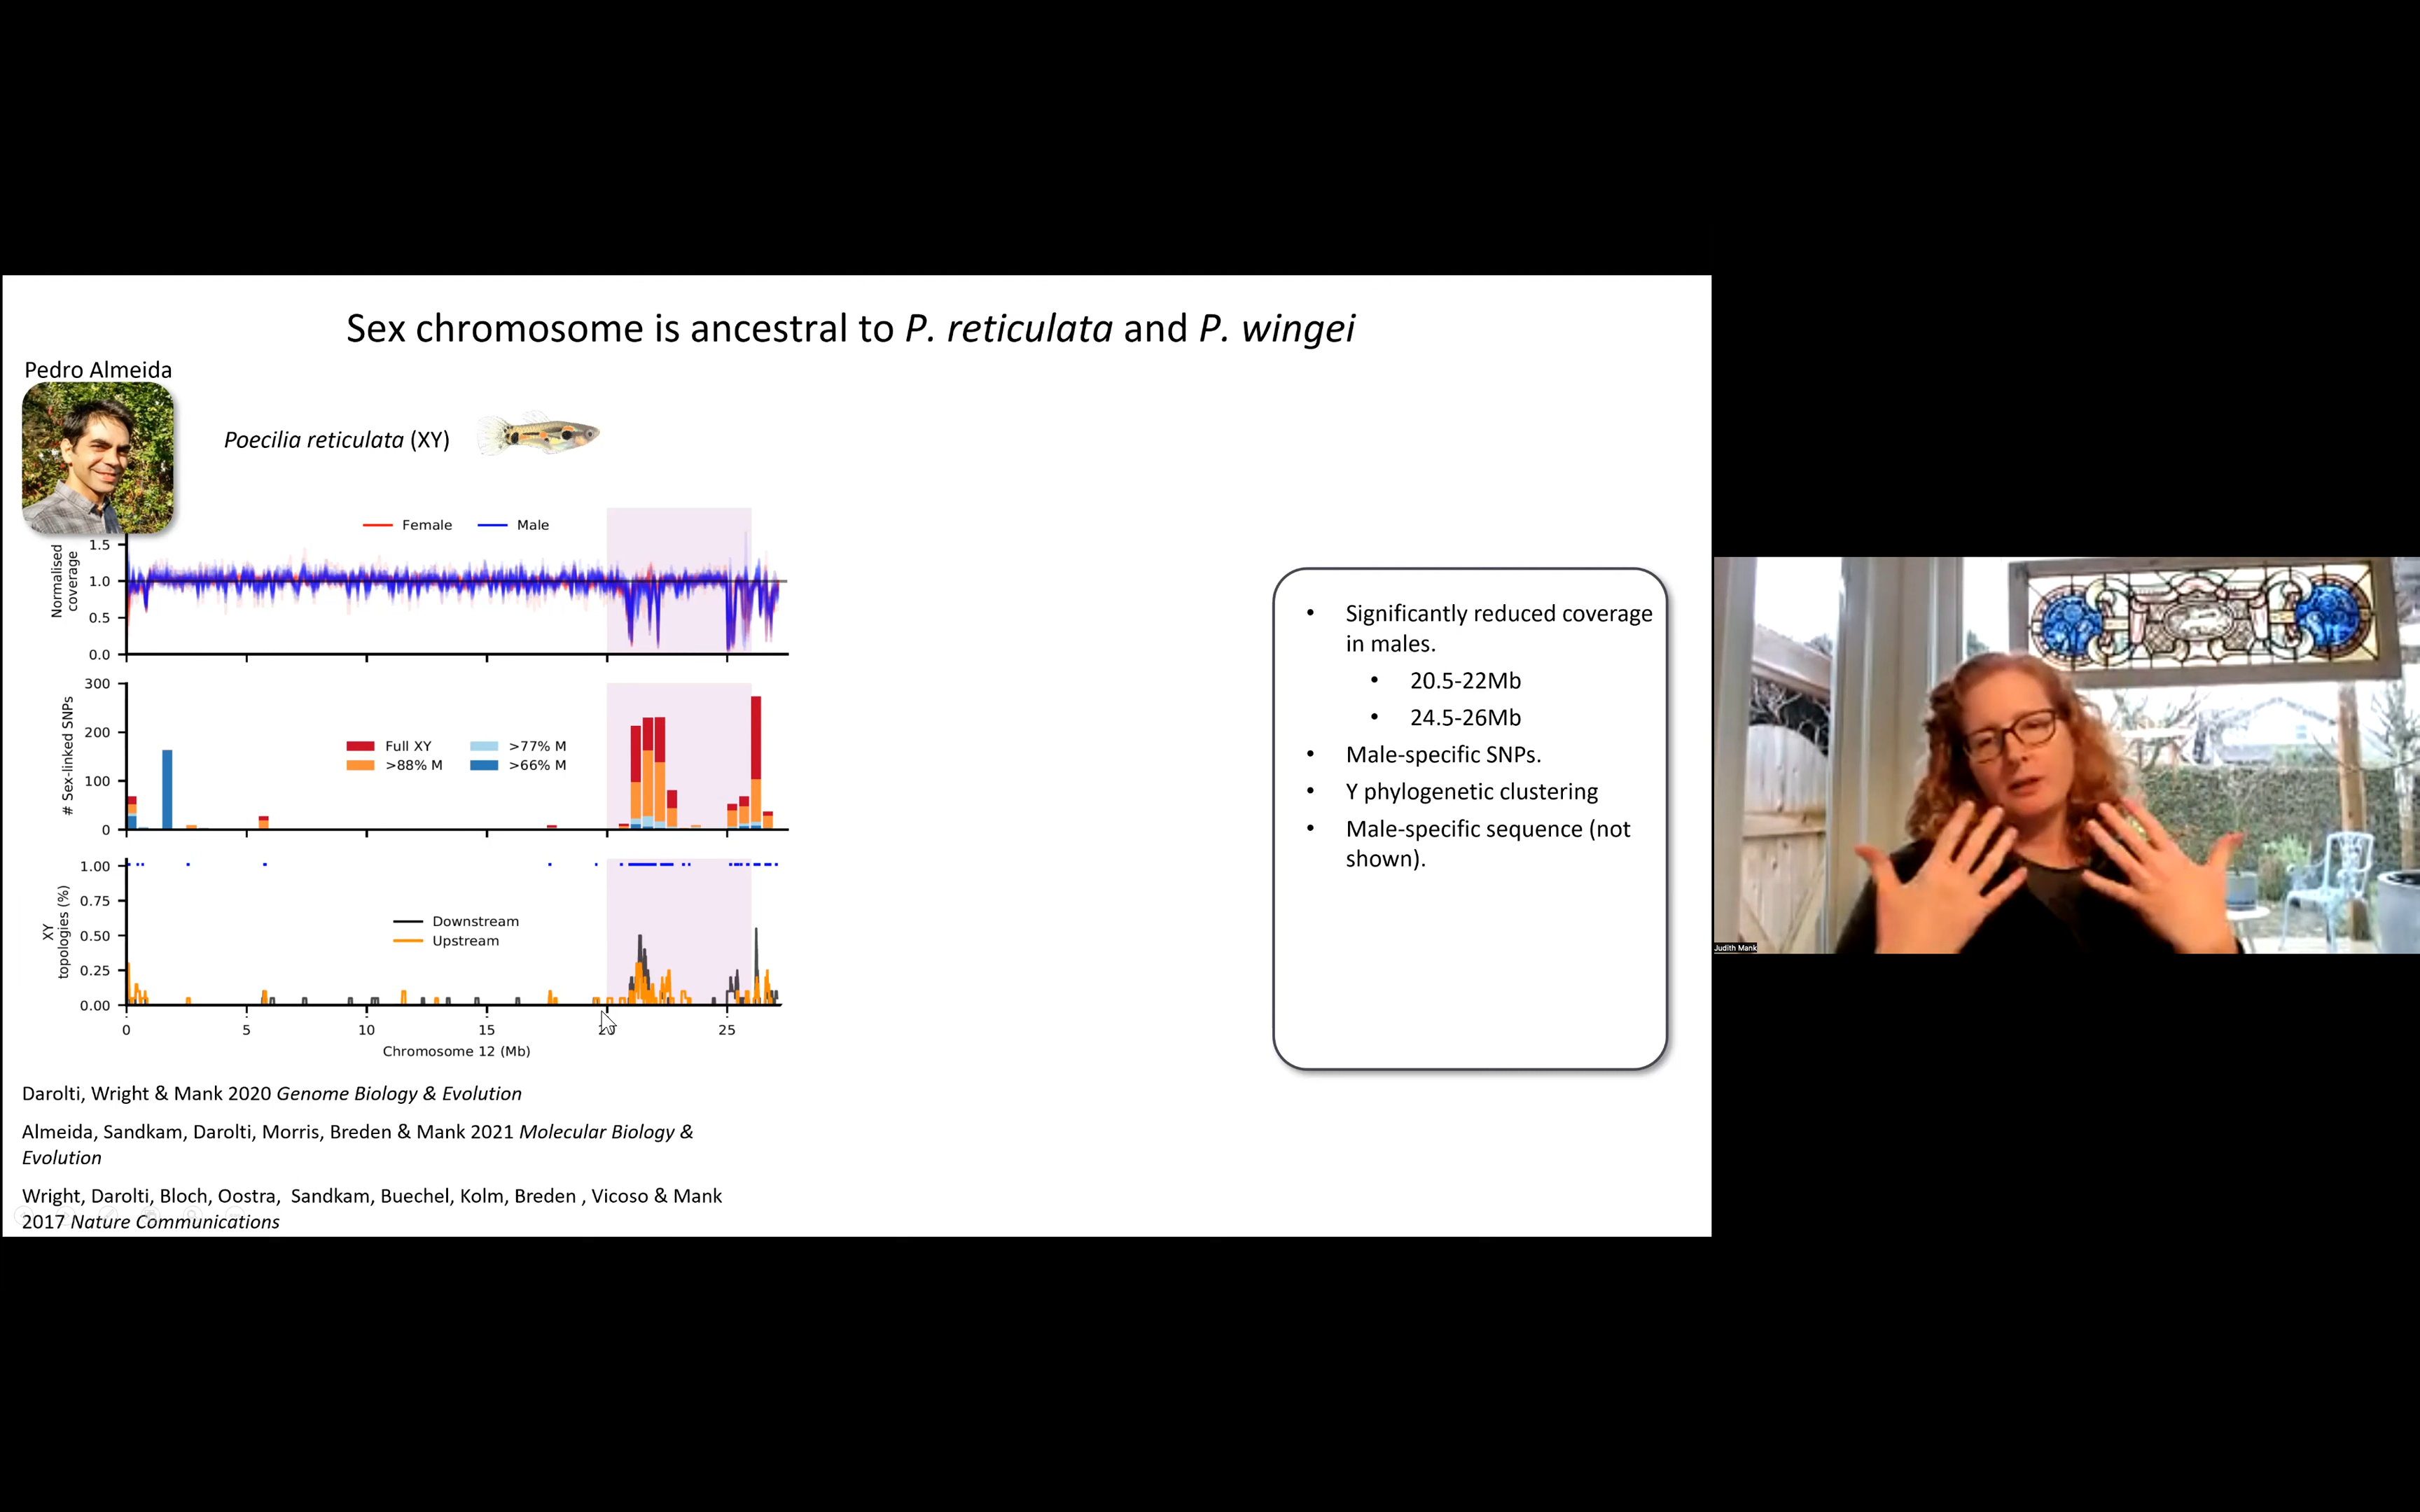 Sex chromosome is ancestral to P. reticulata and P. wingei
Pedro Almeida
Poecilia reticulata (XY)
Female
Male
Normalised
coverage
1.5
1.0
0.5
0.0
# Sex-linked SNPs
300
200
100
0
Full XY
>77% M
>88% M
>66% M
XY
topologies (%)
1.00
0.75
0.50
0.25
0.00
Downstream
Upstream
0 5 10 15 20 25
Chromosome 12 (Mb)
• Significantly reduced coverage
in males.
• 20.5-22Mb
• 24.5-26Mb
• Male-specific SNPs.
• Y phylogenetic clustering
• Male-specific sequence (not
shown).
Darolti, Wright & Mank 2020 Genome Biology & Evolution
Almeida, Sandkam, Darolti, Morris, Breden & Mank 2021 Molecular Biology &
Evolution
Wright, Darolti, Bloch, Oostra,  Sandkam, Buechel, Kolm, Breden , Vicoso & Mank
2017 Nature Communications
Judith Mank